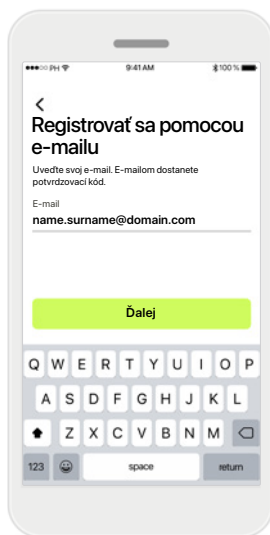 PH 9:41 AM 100 %
Registrovať sa pomocou
e-mailu
Uveďte svoj e-mail. E-mailom dostanete
potvrdzovací kód.
E-mail
name.surname@domain.com
Ďalej
Q W E R T Y U I O P
A S D F G H J K L
Z X C V B N M
123 space return